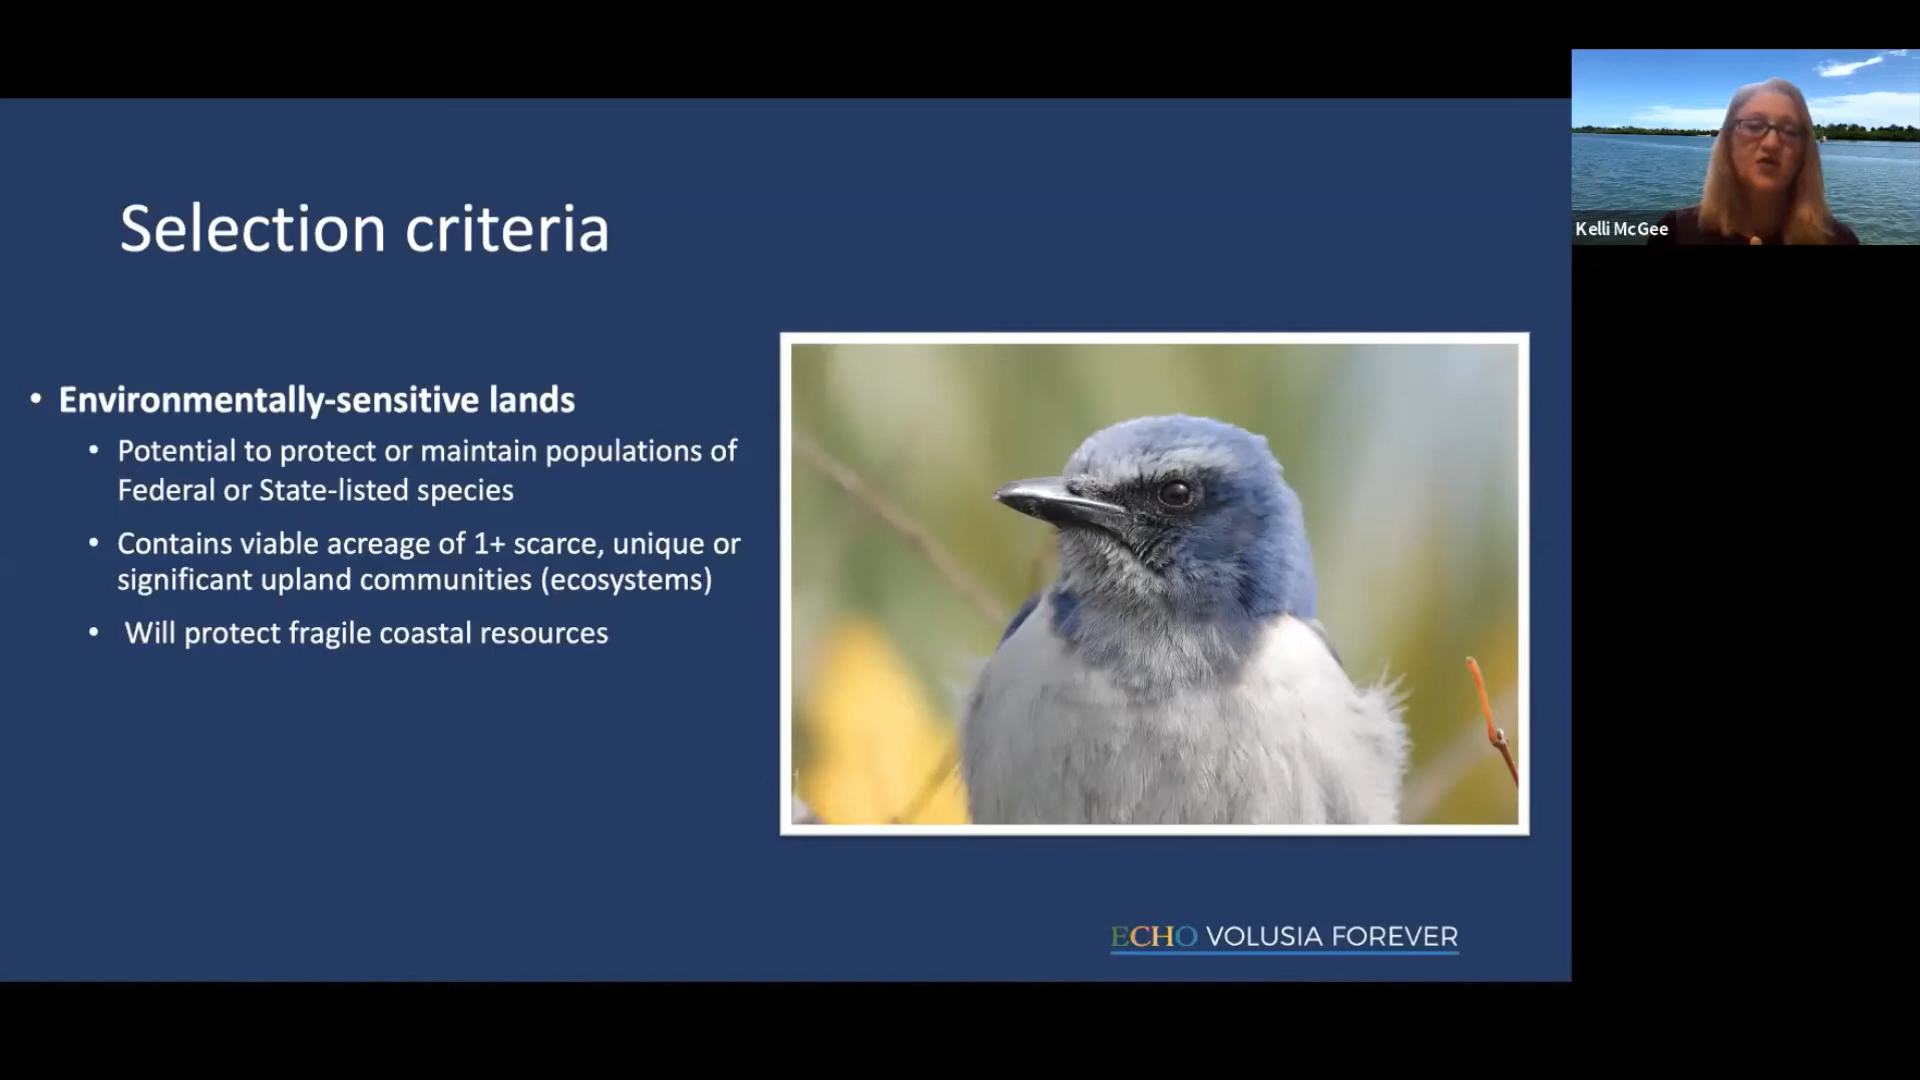 Selection criteria
• Environmentally-sensitive lands
• Potential to protect or maintain populations of
Federal or State-listed species
• Contains viable acreage of 1+ scarce, unique or
significant upland communities (ecosystems)
• Will protect fragile coastal resources
ECHO VOLUSIA FOREVER
Kelli McGee